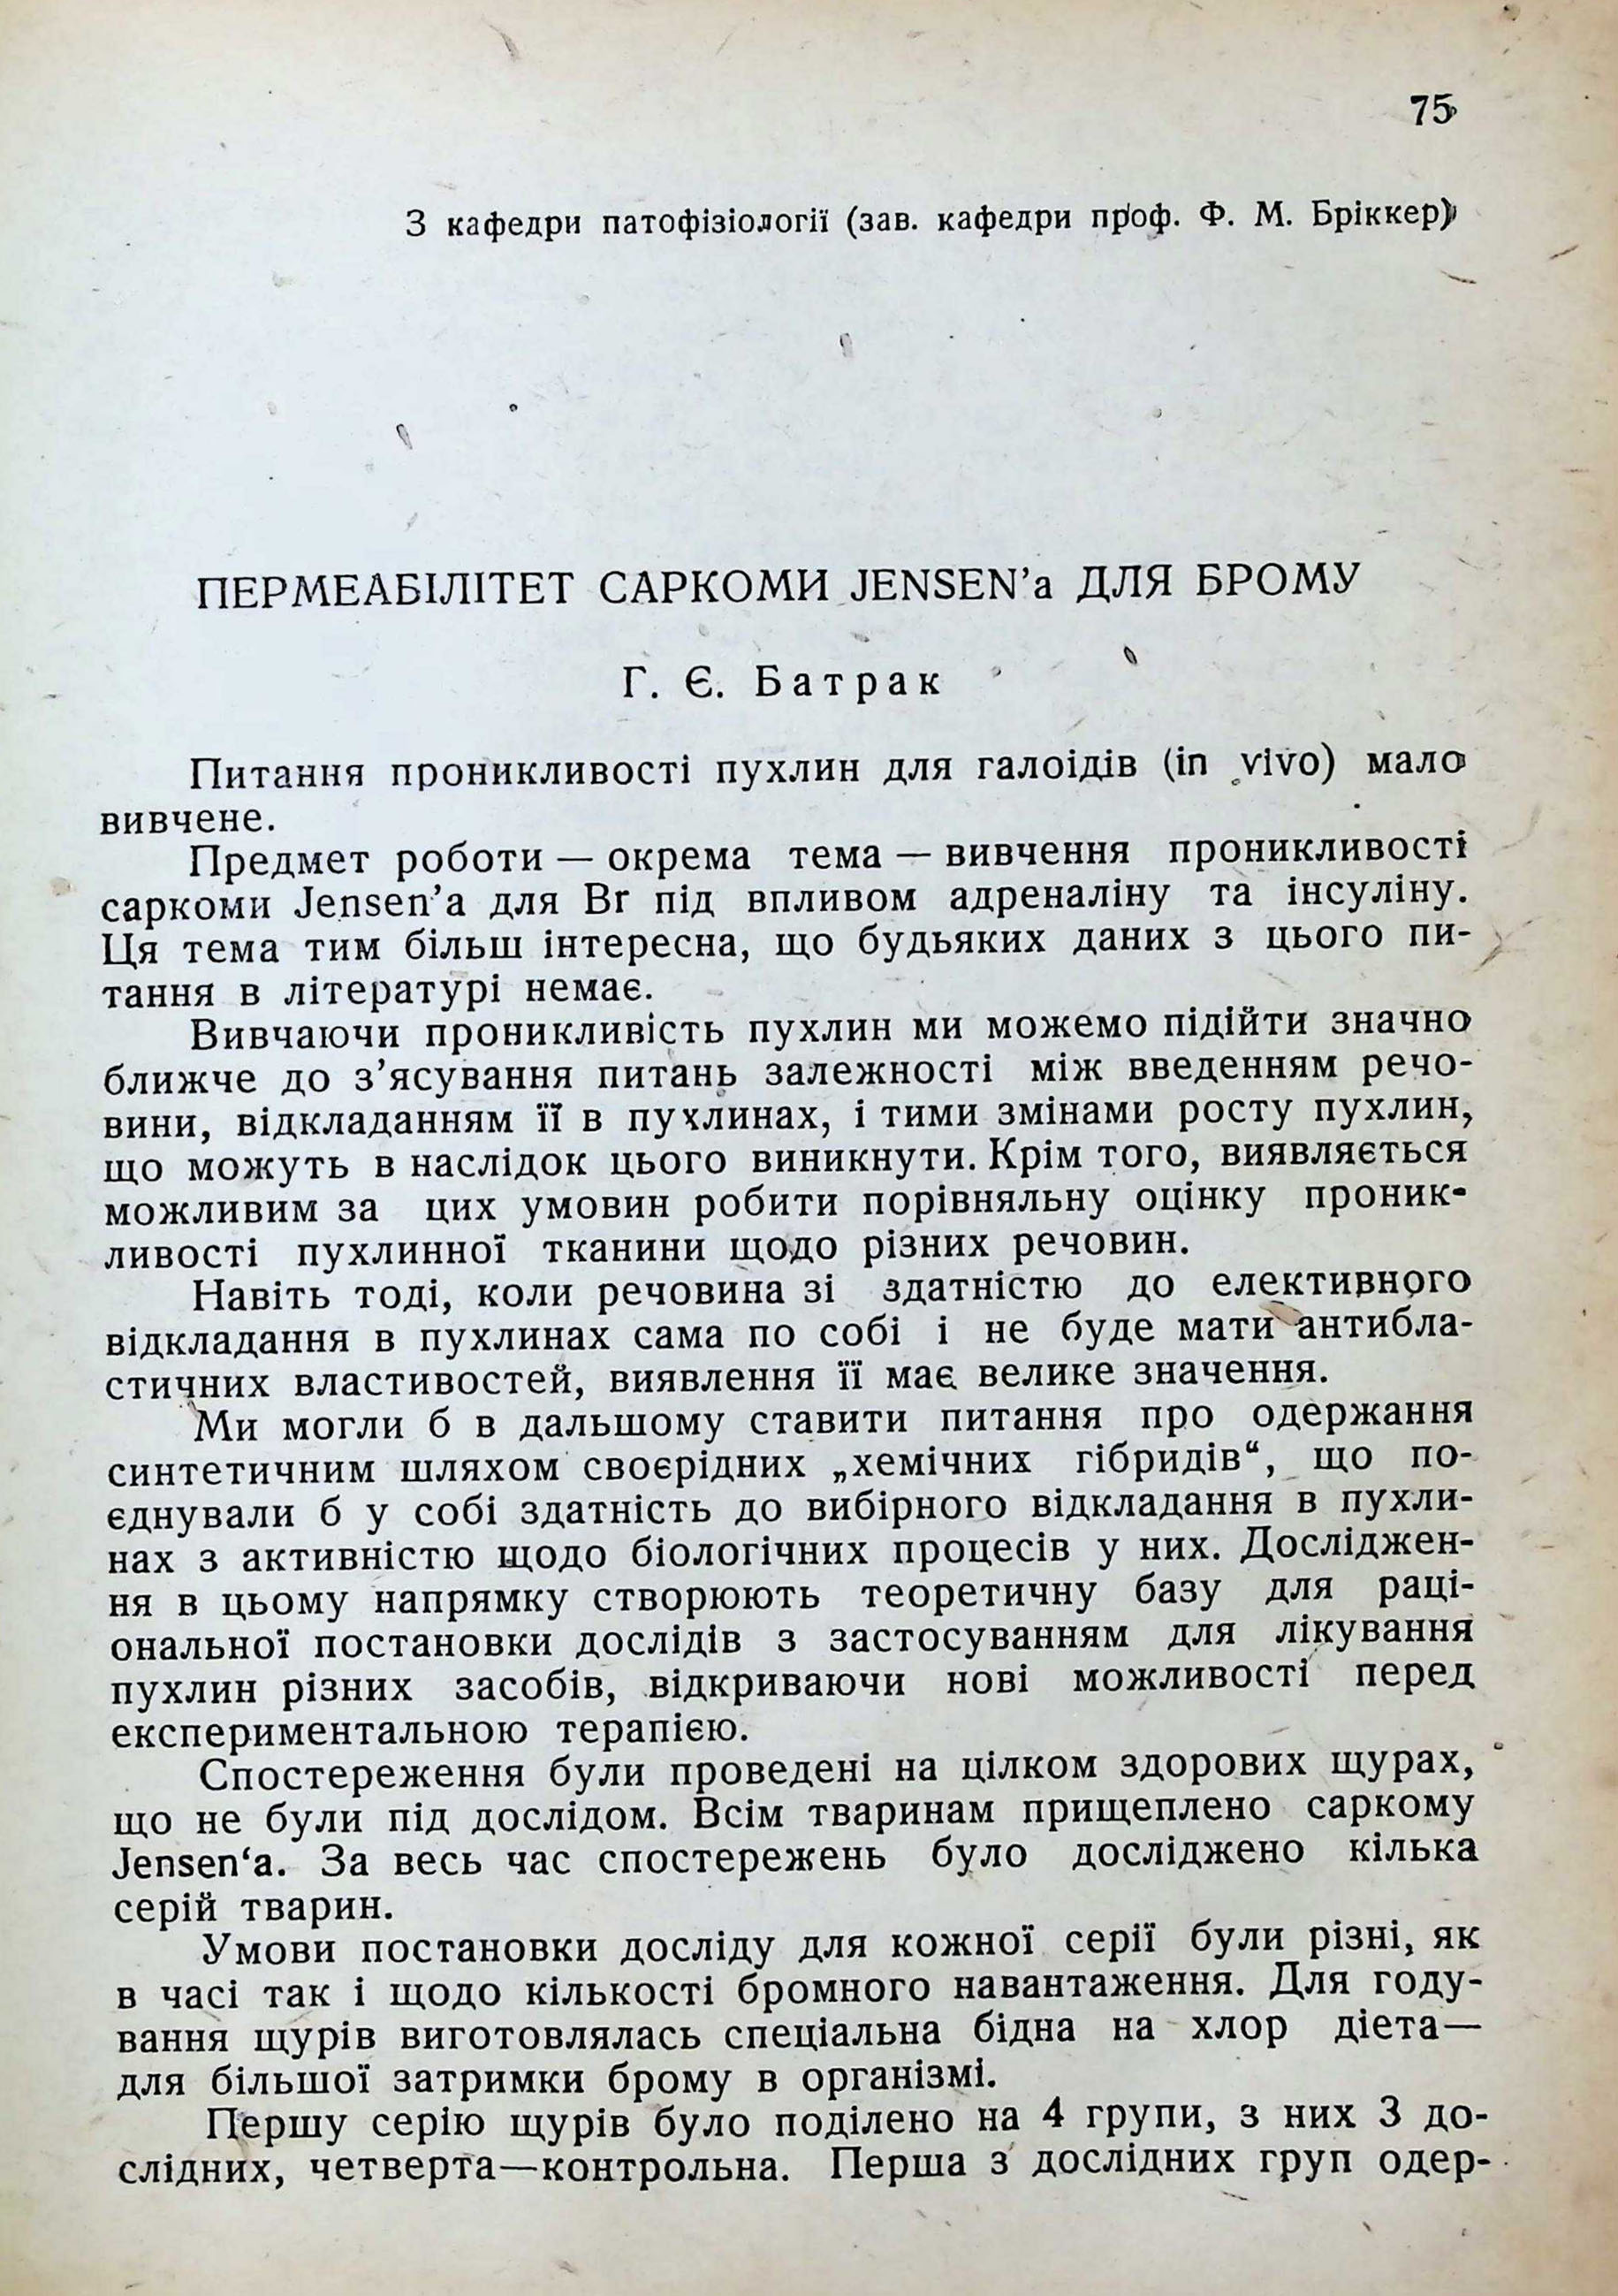 75
З кафедри патофізіології (зав. кафедри проф. Ф. М. Бріккер)
ПЕРМЕАБІЛІТЕТ САРКОМИ JENSEN’а ДЛЯ БРОМУ
Г. Є. Батрак
Питання проникливості пухлин для галоідів (in vivo) мало
вивчене.
Предмет роботи — окрема тема — вивчення проникливості
саркоми Jensen’а для Br під впливом адреналіну та інсуліну.
Ця тема тим більш інтересна, що будьяких даних з цього пи-
тання в літературі немає.
Вивчаючи проникливість пухлин ми можемо підійти значно
ближче до з’ясування питань залежності між введенням речо-
вини, відкладанням її в пухлинах, і тими змінами росту пухлин,
що можуть в наслідок цього виникнути. Крім того, виявляється
можливим за цих умовин робити порівняльну оцінку проник-
ливості пухлинної тканини щодо різних речовин.
Навіть тоді, коли речовина зі здатністю до елективного
відкладання в пухлинах сама по собі і не буде мати антибла-
стичних властивостей, виявлення її має велике значення.
Ми могли б в дальшому ставити питання про одержання
синтетичним шляхом своєрідних „хемічних гібридів“, що по-
єднували б у собі здатність до вибірного відкладання в пухли-
нах з активністю щодо біологічних процесів у них. Досліджен-
ня в цьому напрямку створюють теоретичну базу для раці-
ональної постановки дослідів з застосуванням для лікування
пухлин різних засобів, відкриваючи нові можливості перед
експериментальною терапією.
Спостереження були проведені на цілком здорових щурах,
що не були під дослідом. Всім тваринам прищеплено саркому
Jensen‘а. За весь час спостережень було досліджено кілька
серій тварин.
Умови постановки досліду для кожної серії були різні, як
в часі так і щодо кількості бромного навантаження. Для году-
вання щурів виготовлялась спеціальна бідна на хлор дієта—
для більшої затримки брому в організмі.
Першу серію щурів було поділено на 4 групи, з них 3 до-
слідних, четверта—контрольна. Перша з дослідних груп одер-